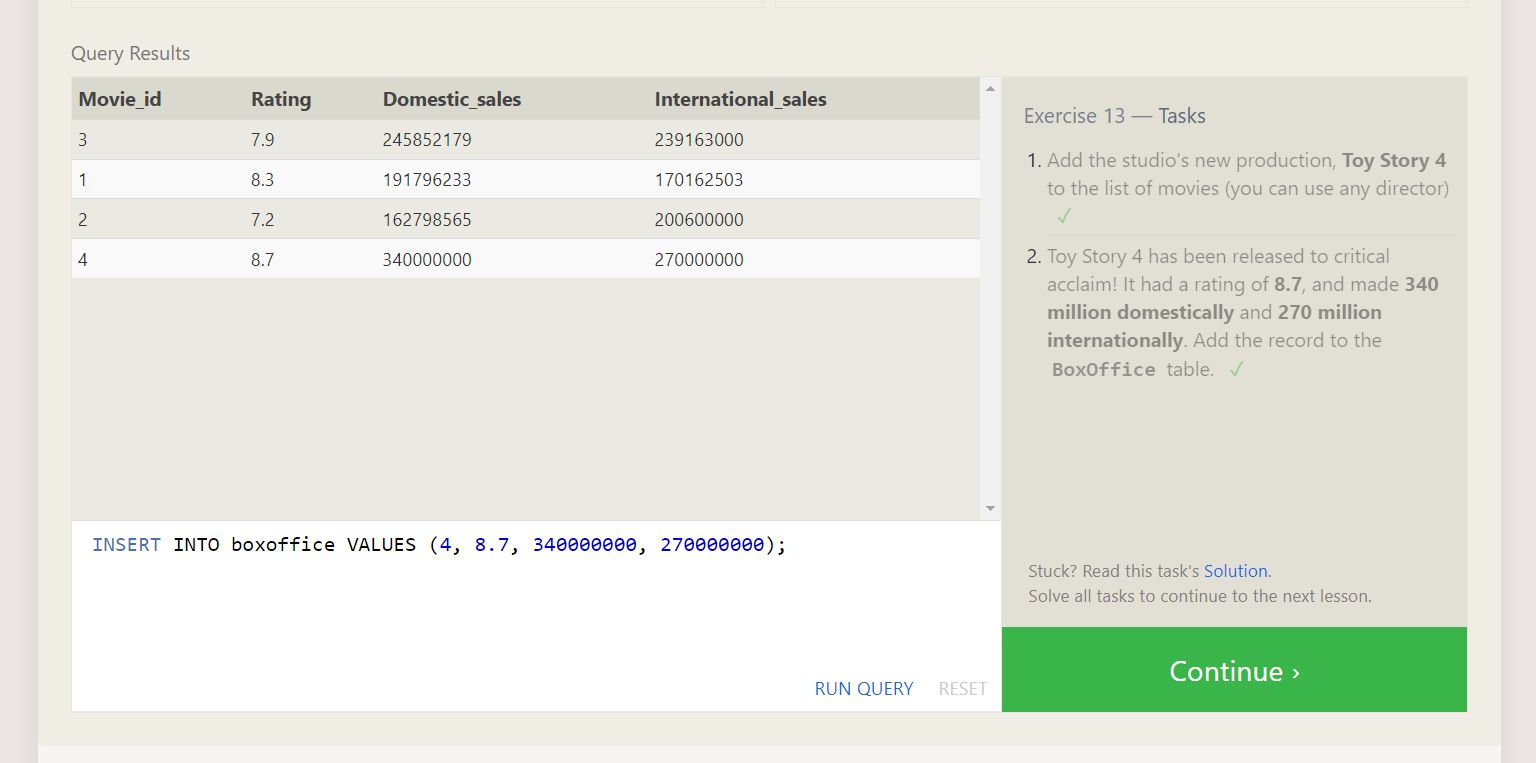 Query Results
Movie_id Rating Domestic_sales International_sales
3 7.9 245852179 239163000
1 8.3 191796233 170162503
2 7.2 162798565 200600000
4 8.7 340000000 270000000
INSERT INTO boxoffice VALUES (4, 8.7, 340000000, 270000000);
RUN QUERY RESET
Exercise 13 — Tasks
1. Add the studio's new production, Toy Story 4
to the list of movies (you can use any director)
✓
2. Toy Story 4 has been released to critical
acclaim! It had a rating of 8.7, and made 340
million domestically and 270 million
internationally. Add the record to the
BoxOffice table. ✓
Stuck? Read this task's Solution.
Solve all tasks to continue to the next lesson.
Continue ›